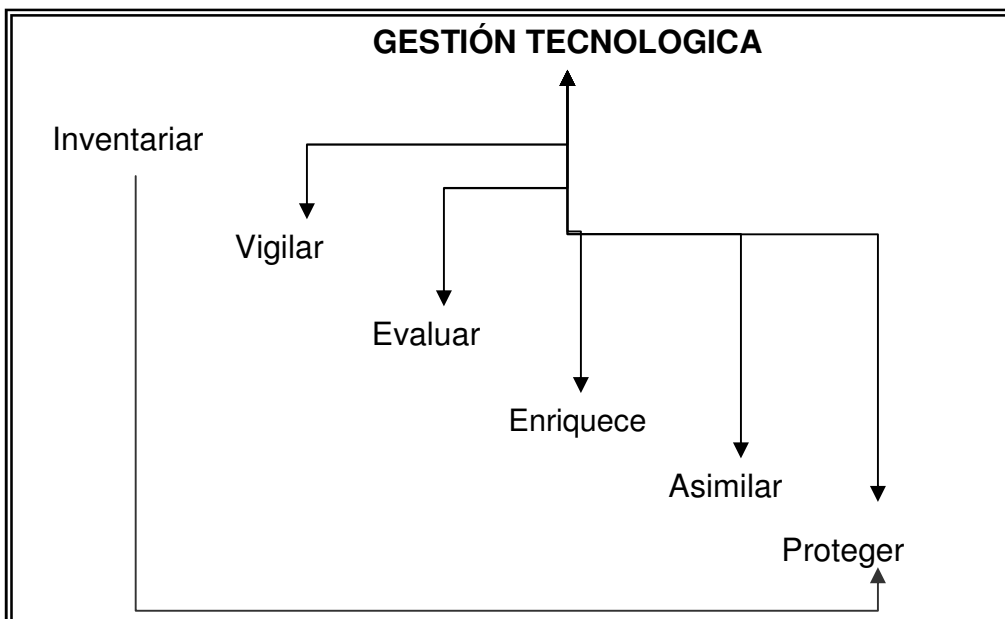 GESTIÓN TECNOLOGICA
Inventariar
Vigilar
Evaluar
Enriquece
Asimilar
Proteger